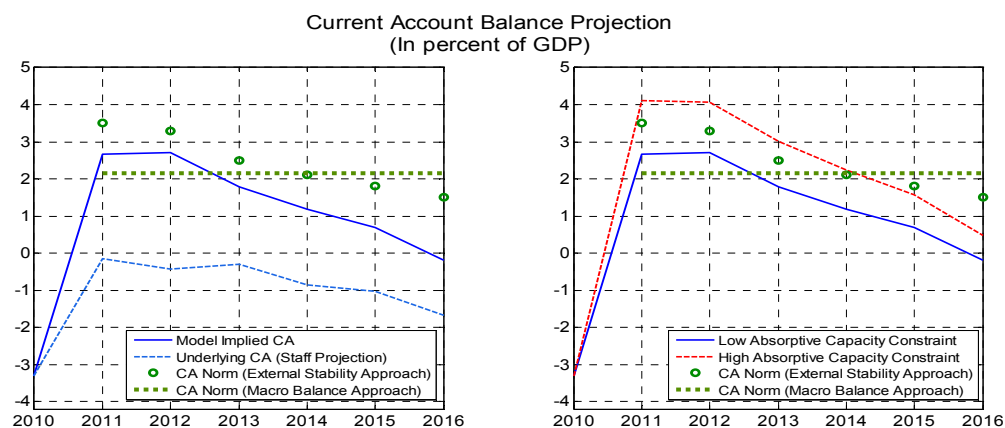 Current Account Balance Projection
(In percent of GDP)
5
4
3
2
1
0
-1
-2
-3
-4
2010 2011 2012 2013 2014 2015 2016
Model Implied CA
Underlying CA (Staff Projection)
CA Norm (External Stability Approach)
CA Norm (Macro Balance Approach)
5
4
3
2
1
0
-1
-2
-3
-4
2010 2011 2012 2013 2014 2015 2016
Low Absorptive Capacity Constraint
High Absorptive Capacity Constraint
CA Norm (External Stability Approach)
CA Norm (Macro Balance Approach)